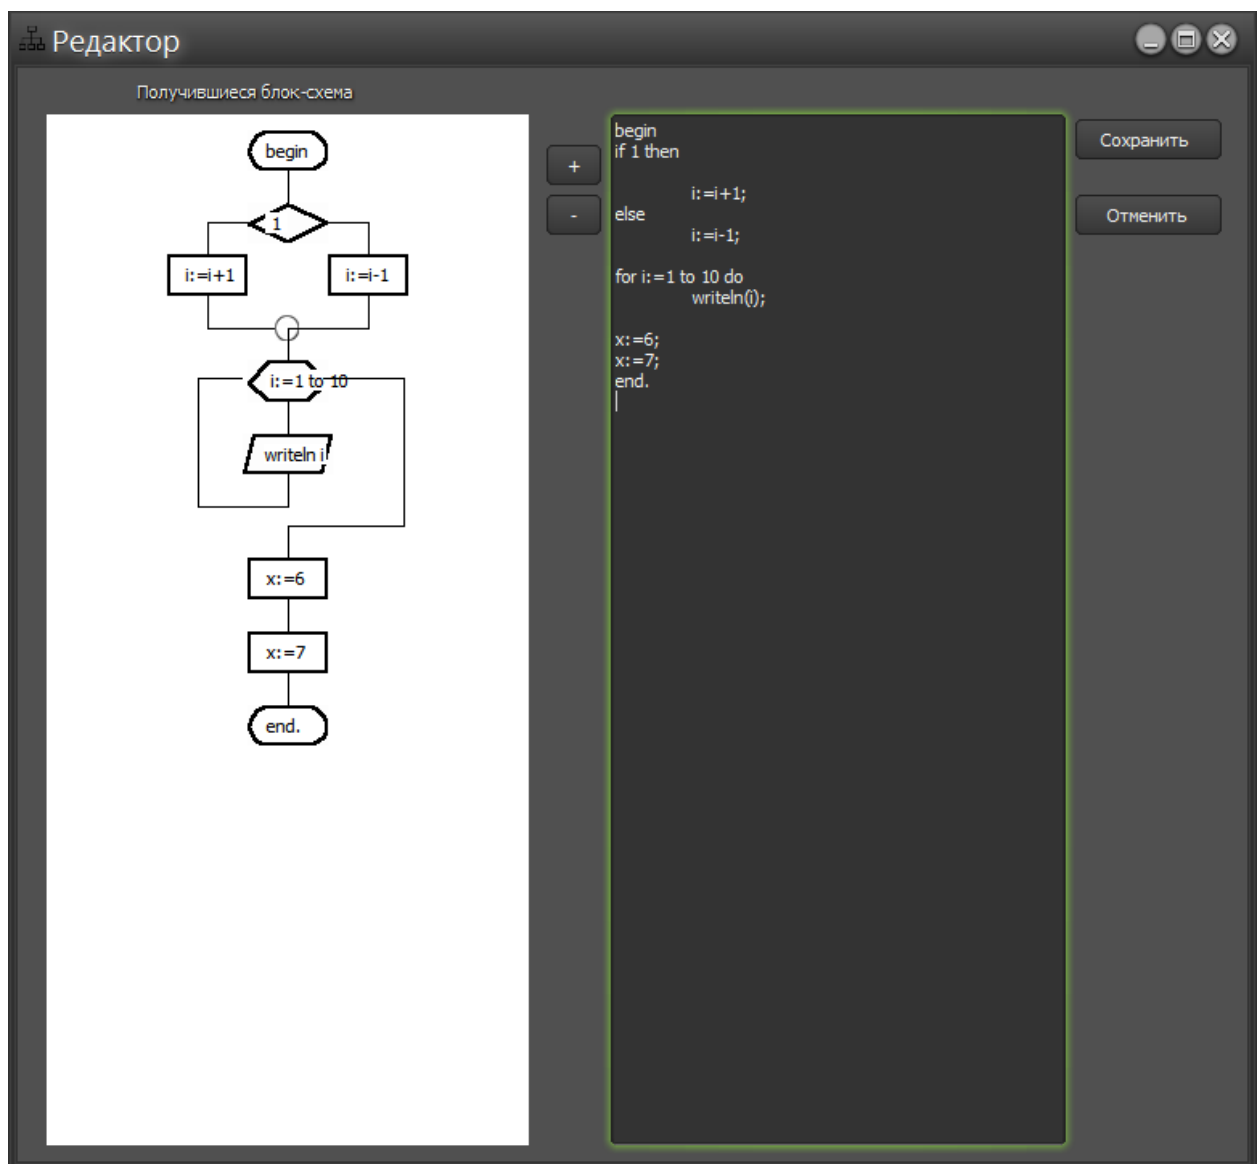 Редактор
Получившиеся блок-схема
begin
1
i:=i+1
i:=i-1
i:=1 to 10
writeln i
x:=6
x:=7
end.
+
-
begin
if 1 then
i:=i+1;
else
i:=i-1;
for i:=1 to 10 do
writeln(i);
x:=6;
x:=7;
end.
Сохранить
Отменить